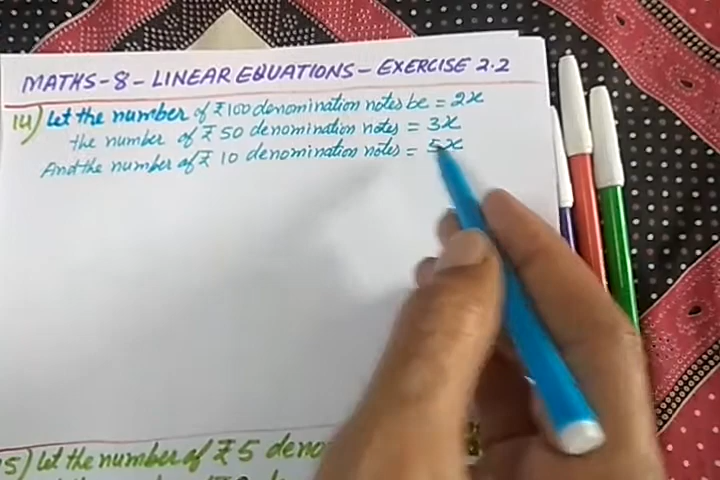 MATHS-8-LINEAR EQUATIONS-EXERCISE 2.2
14) Let the number of ₹100 denomination notes be = 2x
the number of ₹ 50 denomination notes = 3x
And the number of ₹ 10 denomination notes = 5x
5) Let the number of ₹ 5 deno